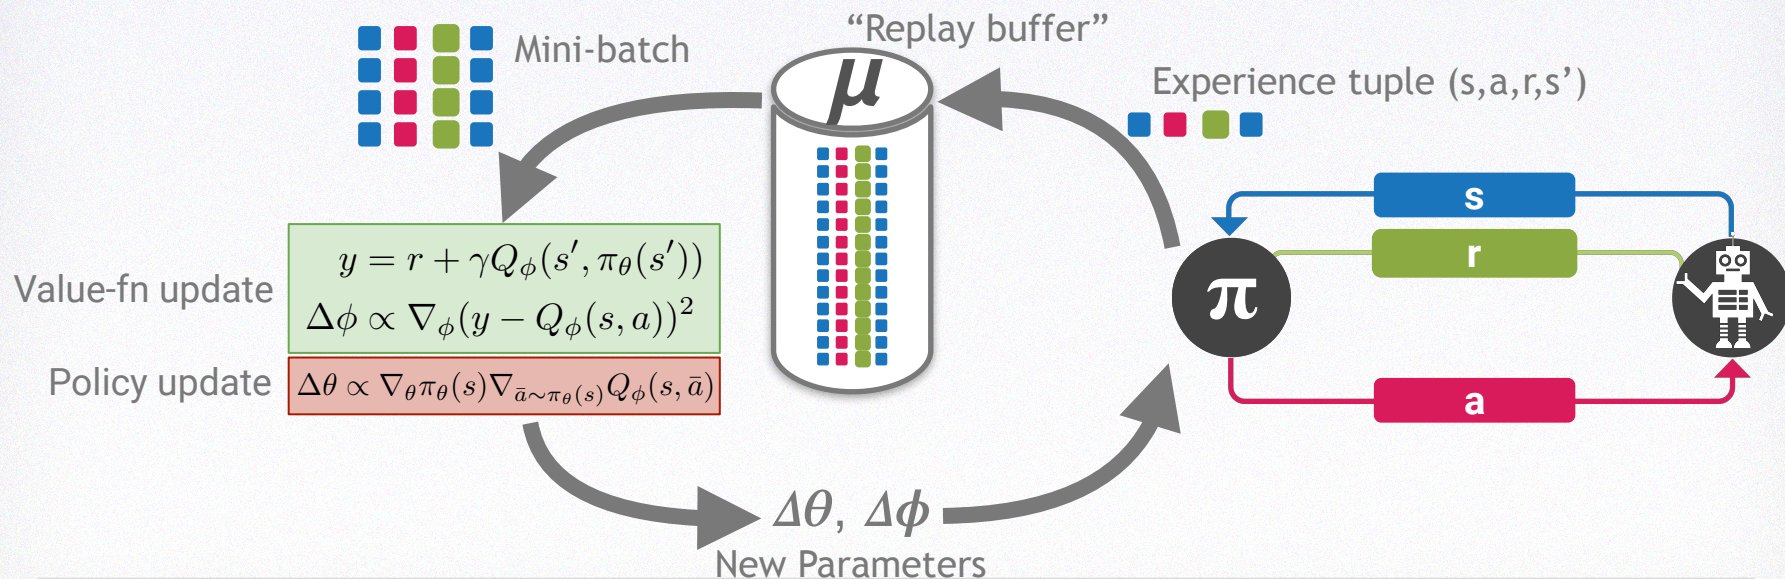 “Replay buffer”
Mini-batch
μ
Experience tuple (s,a,r,s’)
s
r
π
a
Value-fn update
y = r + γQ_ϕ(s′, π_θ(s′))
Δϕ ∝ ∇_ϕ(y − Q_ϕ(s, a))²
Policy update
Δθ ∝ ∇_θπ_θ(s)∇_{ā∼π_θ(s)}Q_ϕ(s, ā)
Δθ, Δϕ
New Parameters